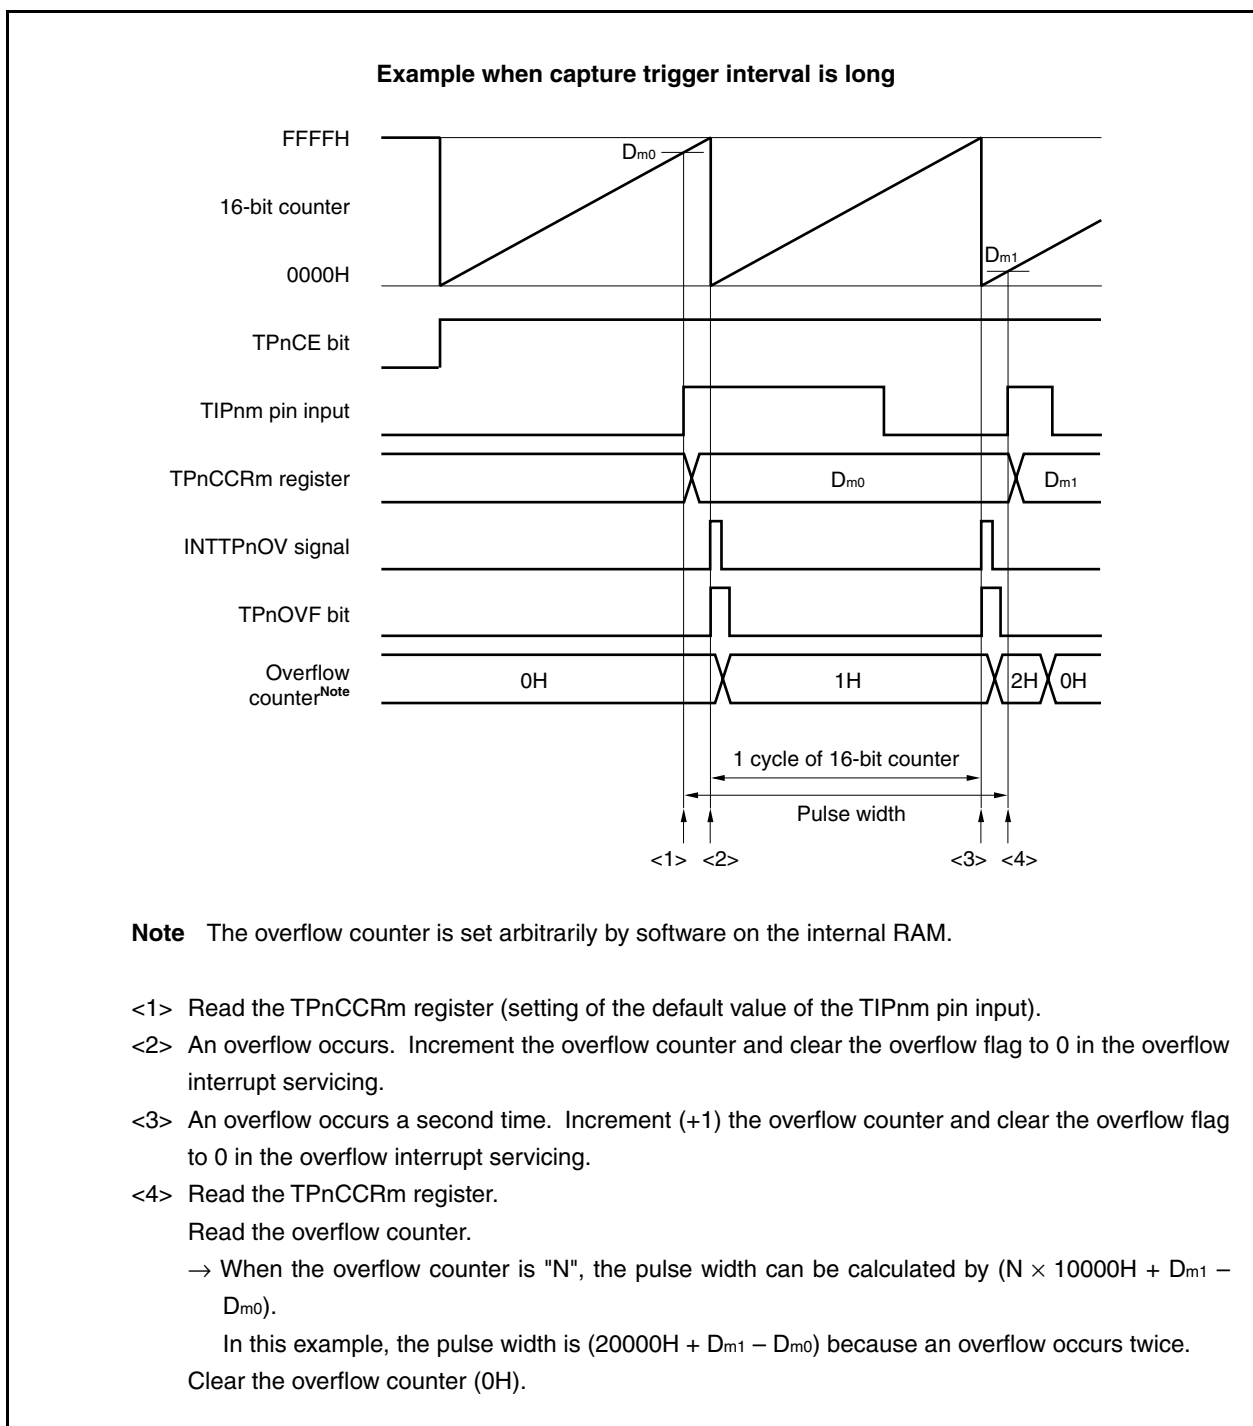 Example when capture trigger interval is long
FFFFH
Dm0
16-bit counter
0000H
Dm1
TPnCE bit
TIPnm pin input
TPnCCRm register
Dm0
Dm1
INTTPnOV signal
TPnOVF bit
Overflow
counterNote
0H
1H
2H
0H
1 cycle of 16-bit counter
Pulse width
<1> <2> <3> <4>
Note The overflow counter is set arbitrarily by software on the internal RAM.
<1> Read the TPnCCRm register (setting of the default value of the TIPnm pin input).
<2> An overflow occurs. Increment the overflow counter and clear the overflow flag to 0 in the overflow
interrupt servicing.
<3> An overflow occurs a second time. Increment (+1) the overflow counter and clear the overflow flag
to 0 in the overflow interrupt servicing.
<4> Read the TPnCCRm register.
Read the overflow counter.
→ When the overflow counter is "N", the pulse width can be calculated by (N × 10000H + Dm1 –
Dm0).
In this example, the pulse width is (20000H + Dm1 – Dm0) because an overflow occurs twice.
Clear the overflow counter (0H).